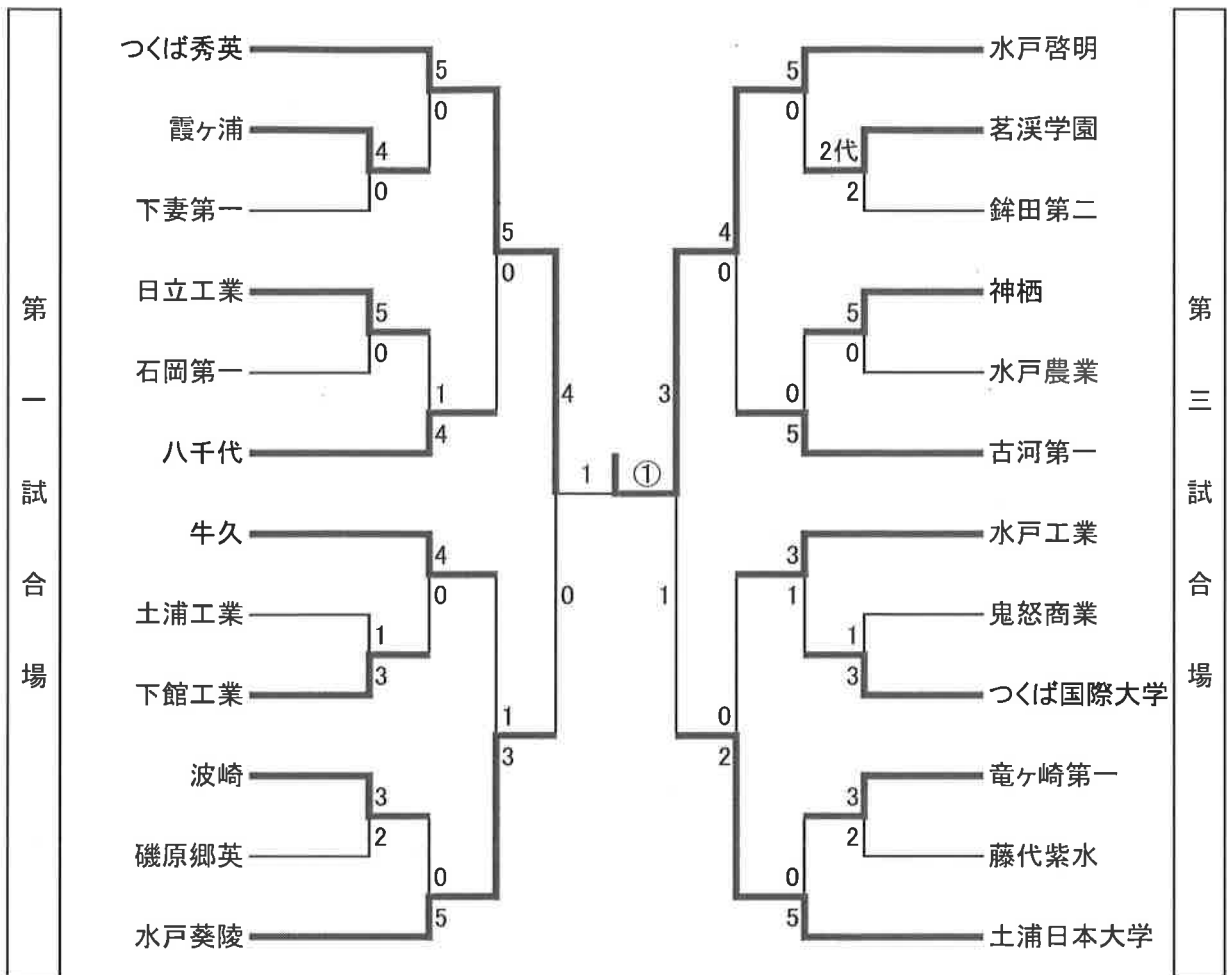 第一試合場
つくば秀英
5
0
霞ヶ浦
4
0
下妻第一
5
0
日立工業
5
0
石岡第一
1
4
八千代
4
1
牛久
4
0
土浦工業
1
3
下館工業
0
1
3
波崎
3
2
磯原郷英
0
5
水戸葵陵
水戸啓明
5
0
茗渓学園
2代
2
鉾田第二
4
0
神栖
5
0
水戸農業
0
5
古河第一
3
①
水戸工業
3
1
鬼怒商業
1
3
つくば国際大学
1
0
2
竜ヶ崎第一
3
2
藤代紫水
0
5
土浦日本大学
第三試合場